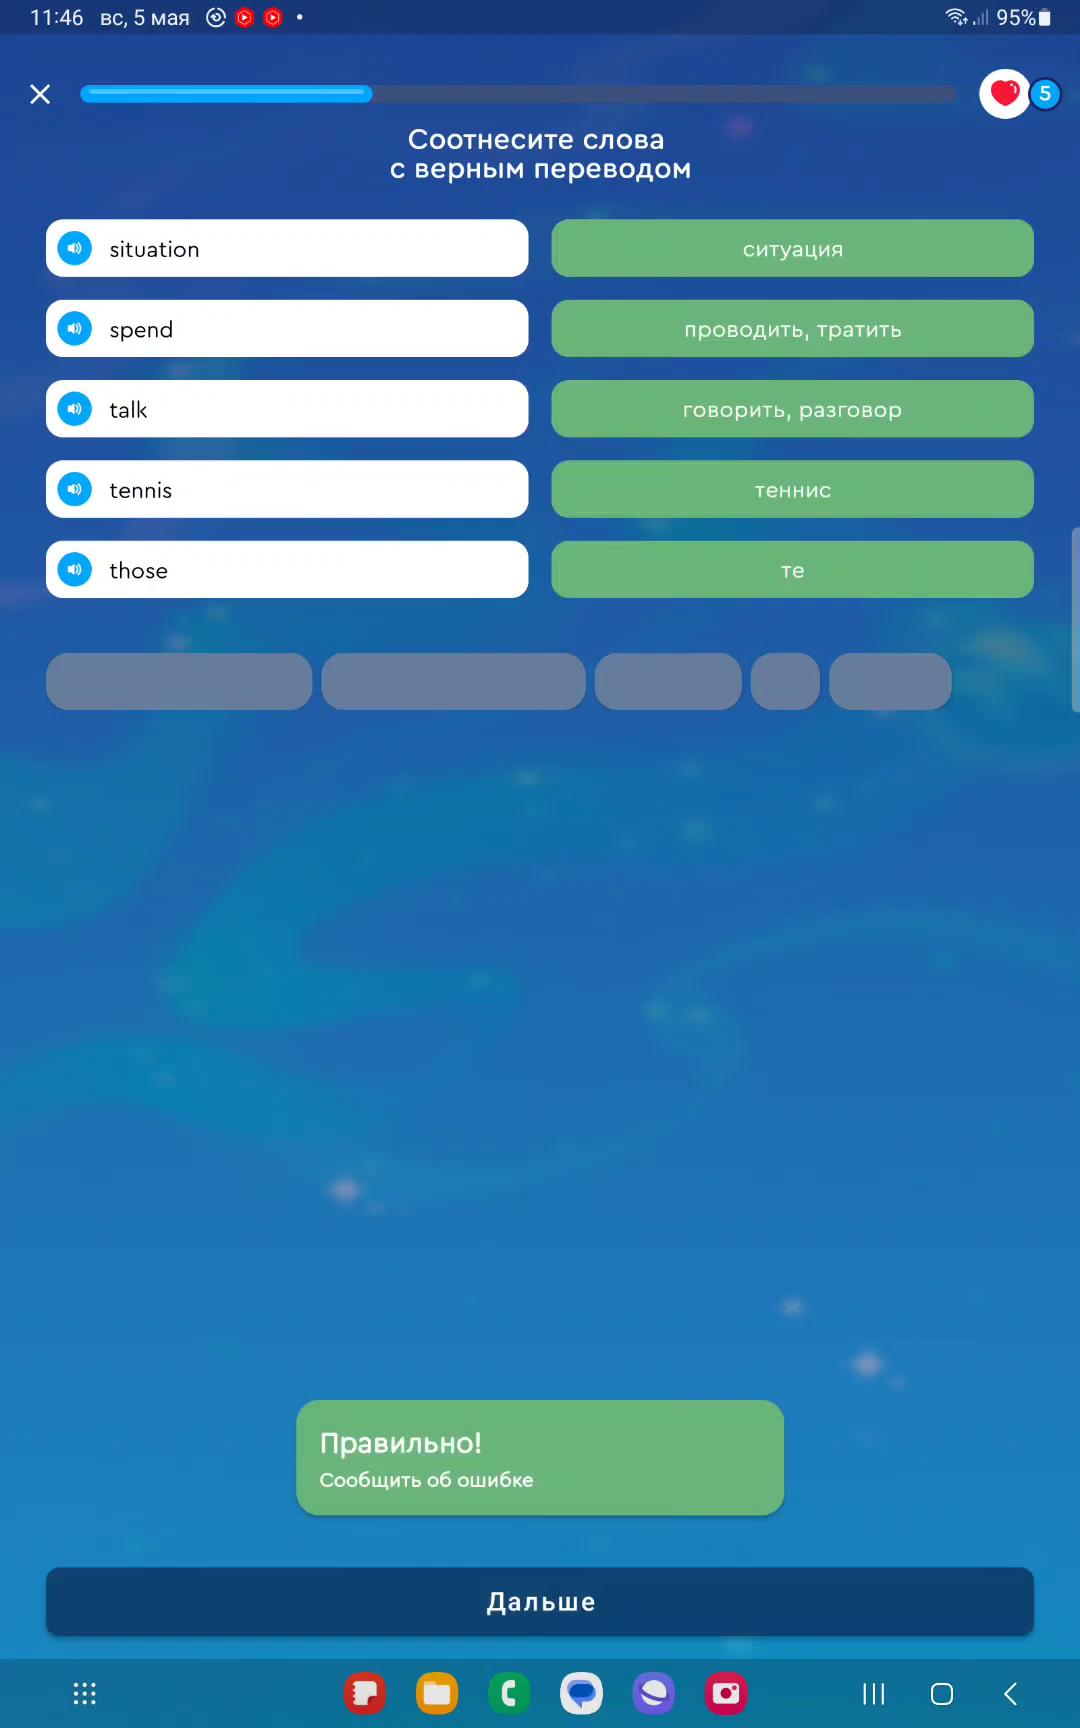 11:46 вс, 5 мая 95%
5
Соотнесите слова
с верным переводом
situation ситуация
spend проводить, тратить
talk говорить, разговор
tennis теннис
those те
Правильно!
Сообщить об ошибке
Дальше